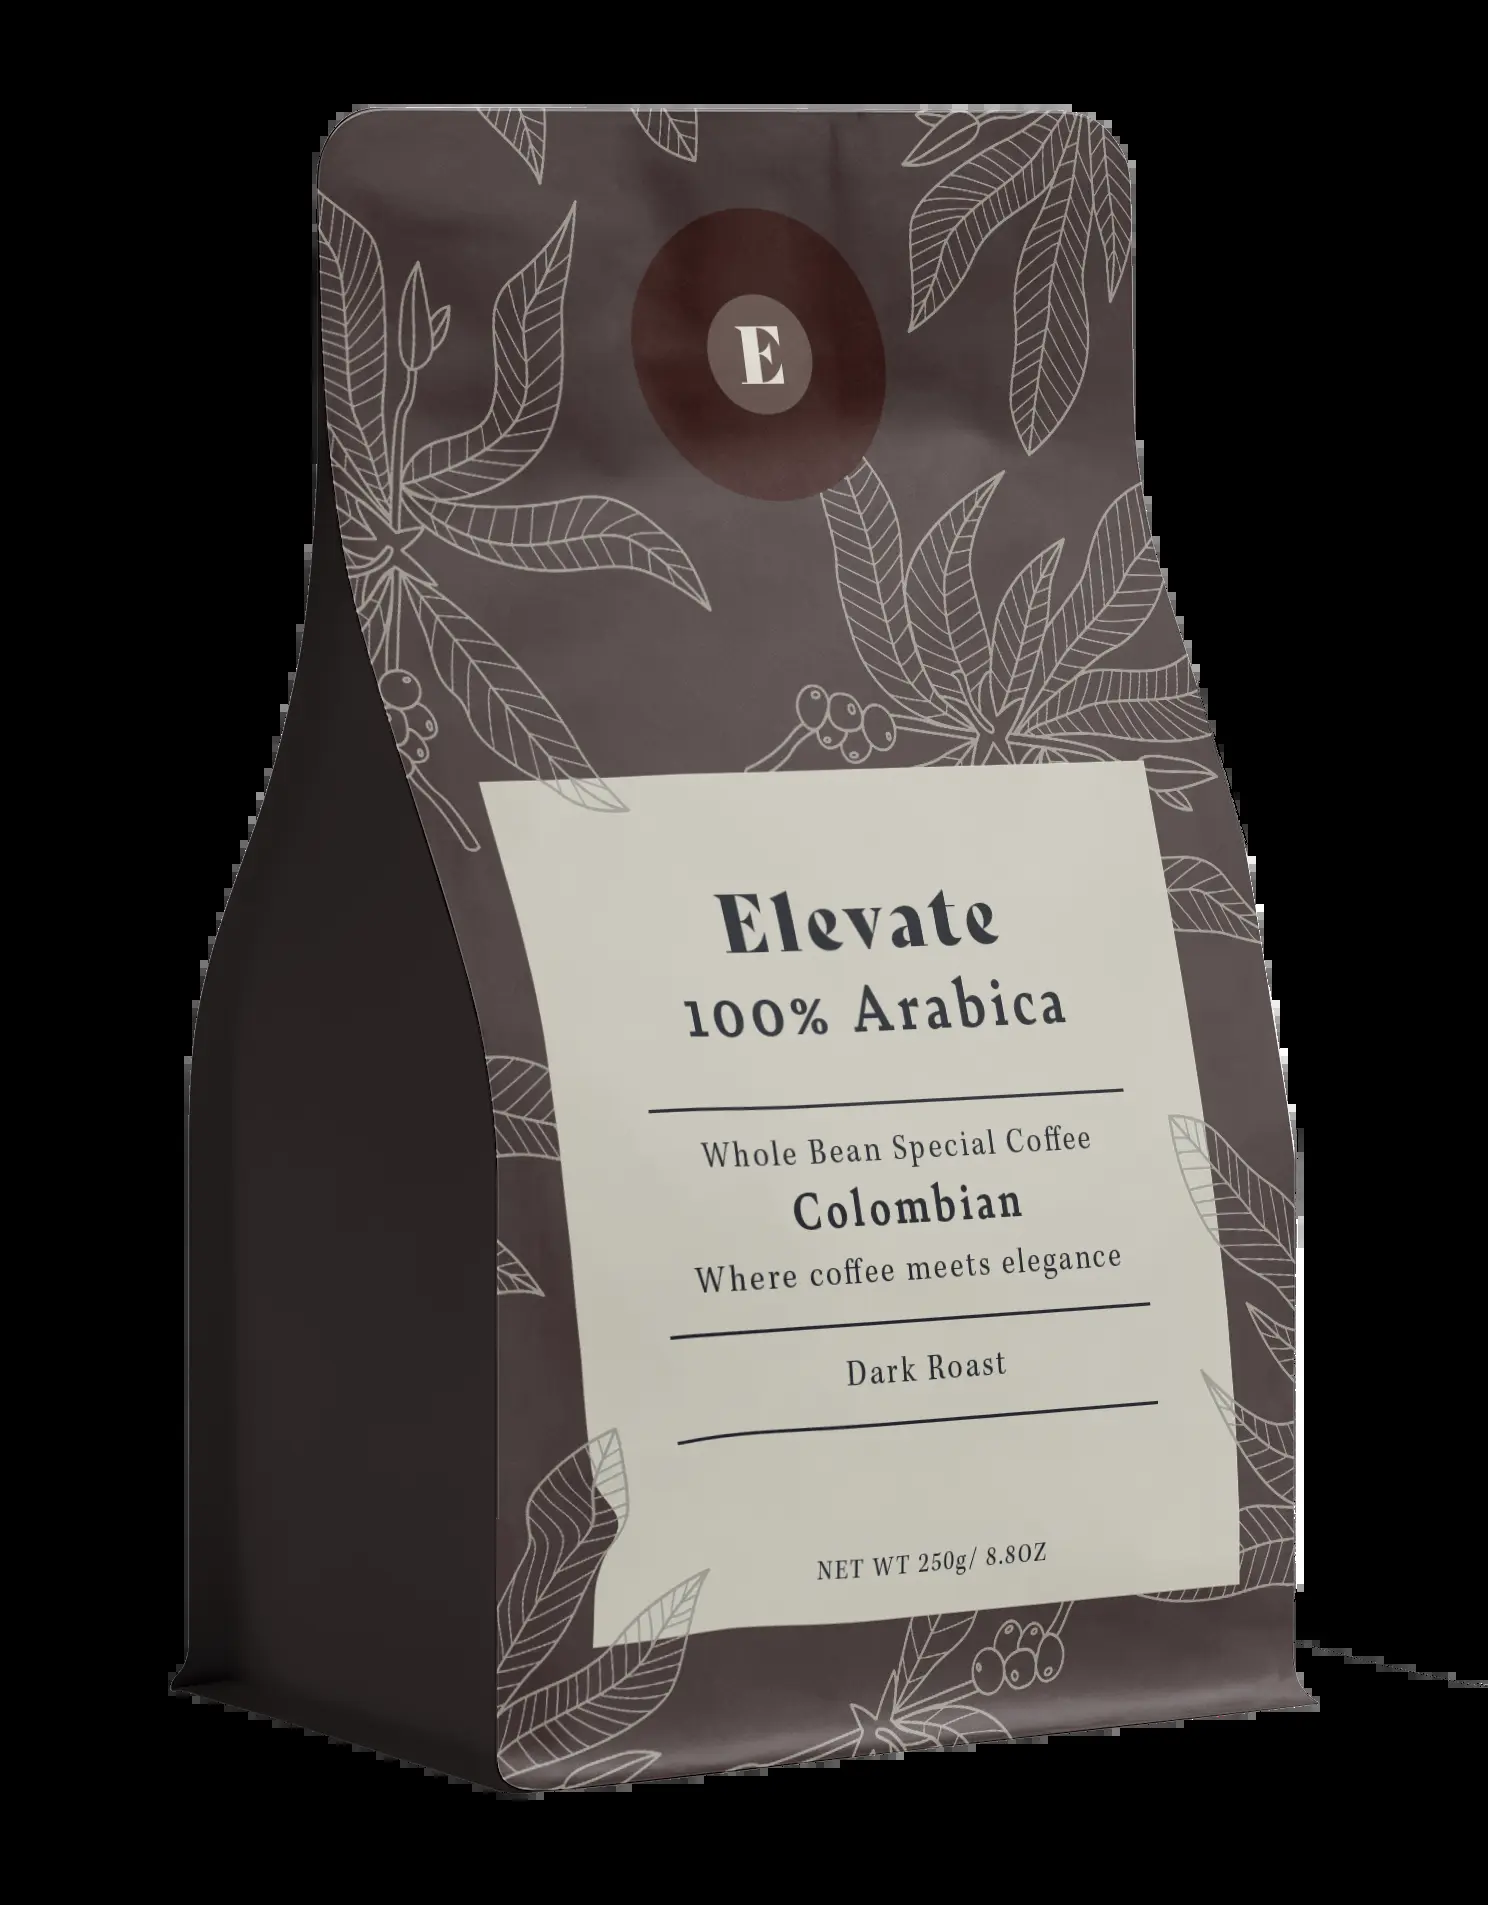 E
Elevate
100% Arabica
Whole Bean Special Coffee
Colombian
Where coffee meets elegance
Dark Roast
NET WT 250g/ 8.8OZ